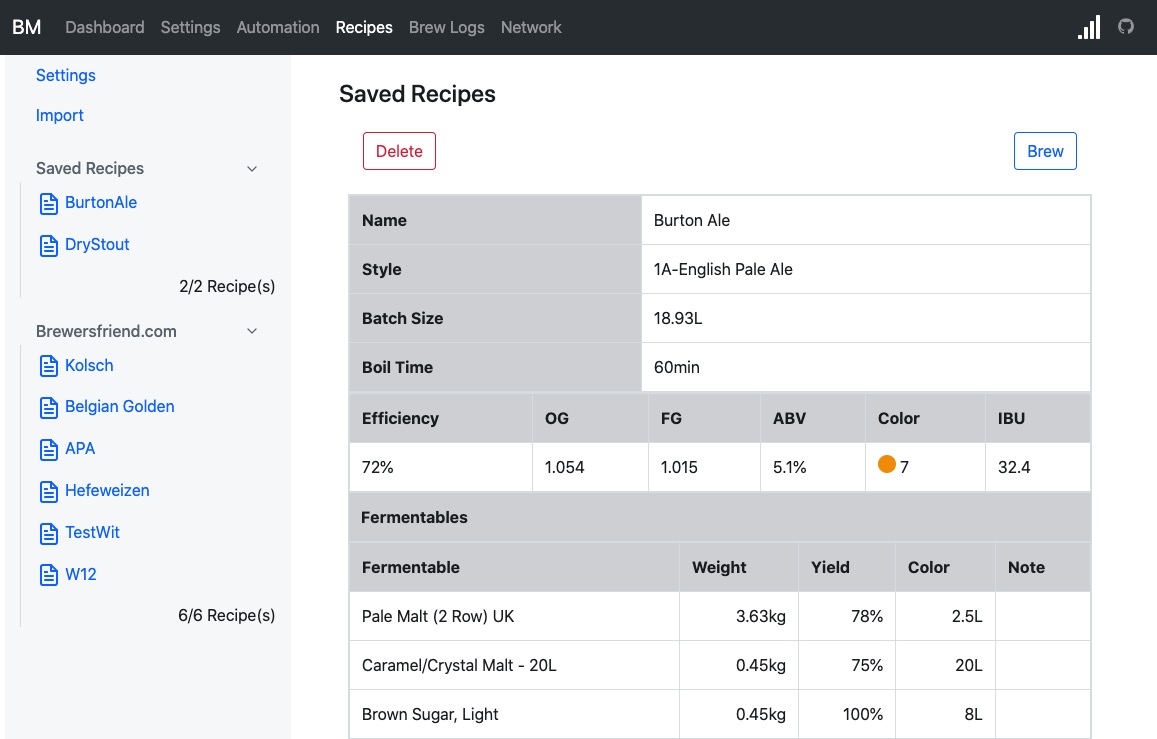 BM Dashboard Settings Automation Recipes Brew Logs Network
Settings
Import
Saved Recipes
BurtonAle
DryStout
2/2 Recipe(s)
Brewersfriend.com
Kolsch
Belgian Golden
APA
Hefeweizen
TestWit
W12
6/6 Recipe(s)
Saved Recipes
Delete Brew
Name Burton Ale
Style 1A-English Pale Ale
Batch Size 18.93L
Boil Time 60min
Efficiency OG FG ABV Color IBU
72% 1.054 1.015 5.1% 7 32.4
Fermentables
Fermentable Weight Yield Color Note
Pale Malt (2 Row) UK 3.63kg 78% 2.5L
Caramel/Crystal Malt - 20L 0.45kg 75% 20L
Brown Sugar, Light 0.45kg 100% 8L